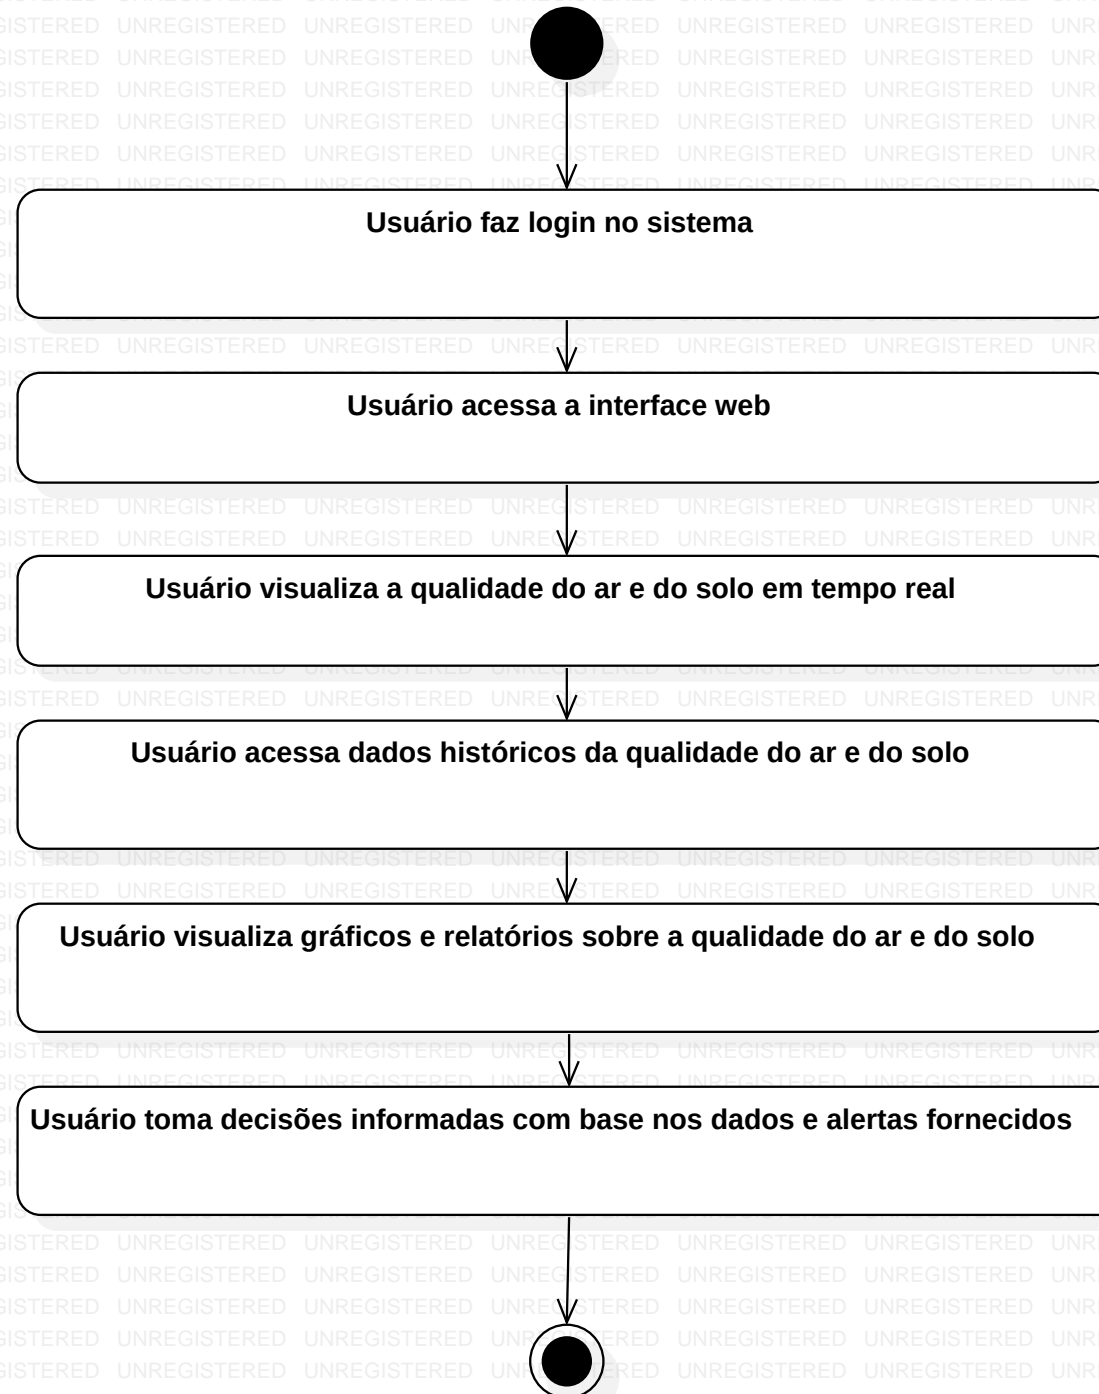 Usuário faz login no sistema
Usuário acessa a interface web
Usuário visualiza a qualidade do ar e do solo em tempo real
Usuário acessa dados históricos da qualidade do ar e do solo
Usuário visualiza gráficos e relatórios sobre a qualidade do ar e do solo
Usuário toma decisões informadas com base nos dados e alertas fornecidos